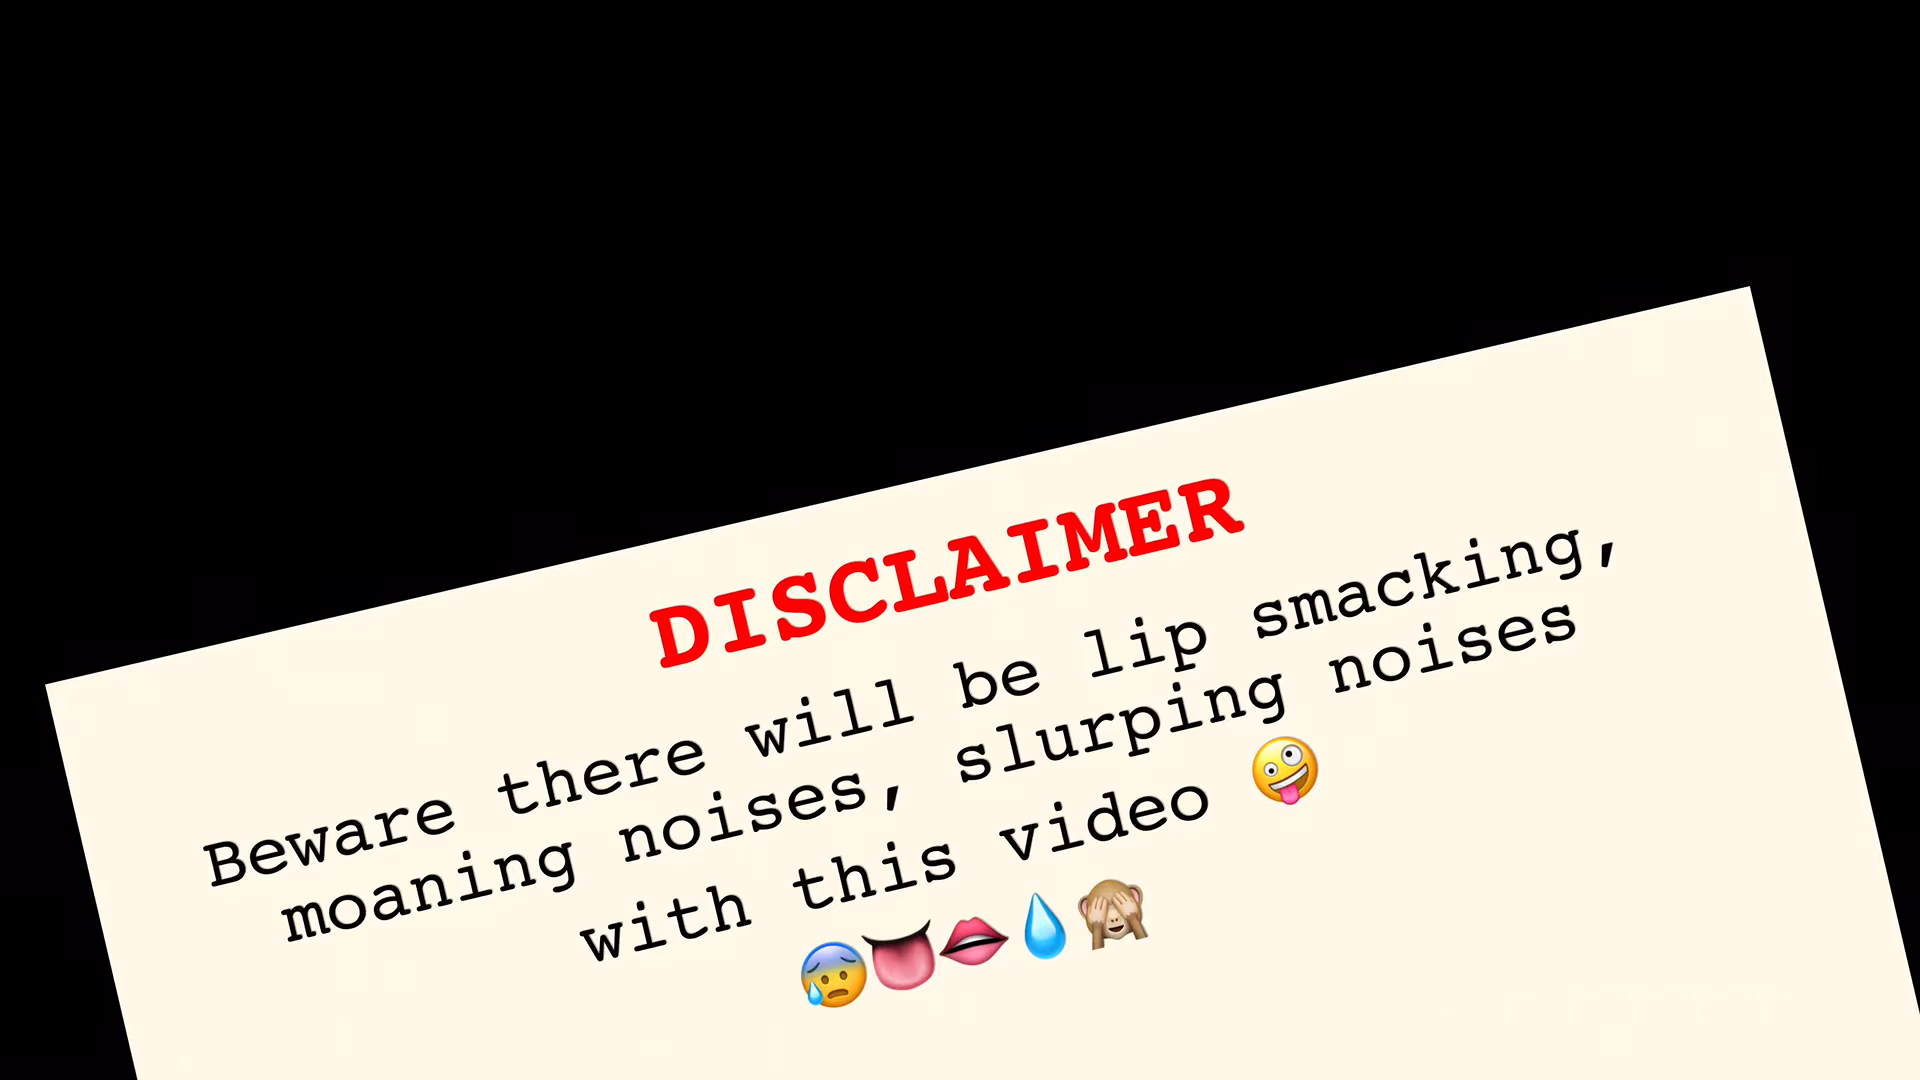 DISCLAIMER
Beware there will be lip smacking,
moaning noises, slurping noises
with this video 🤪
😰👅👄💧🙈